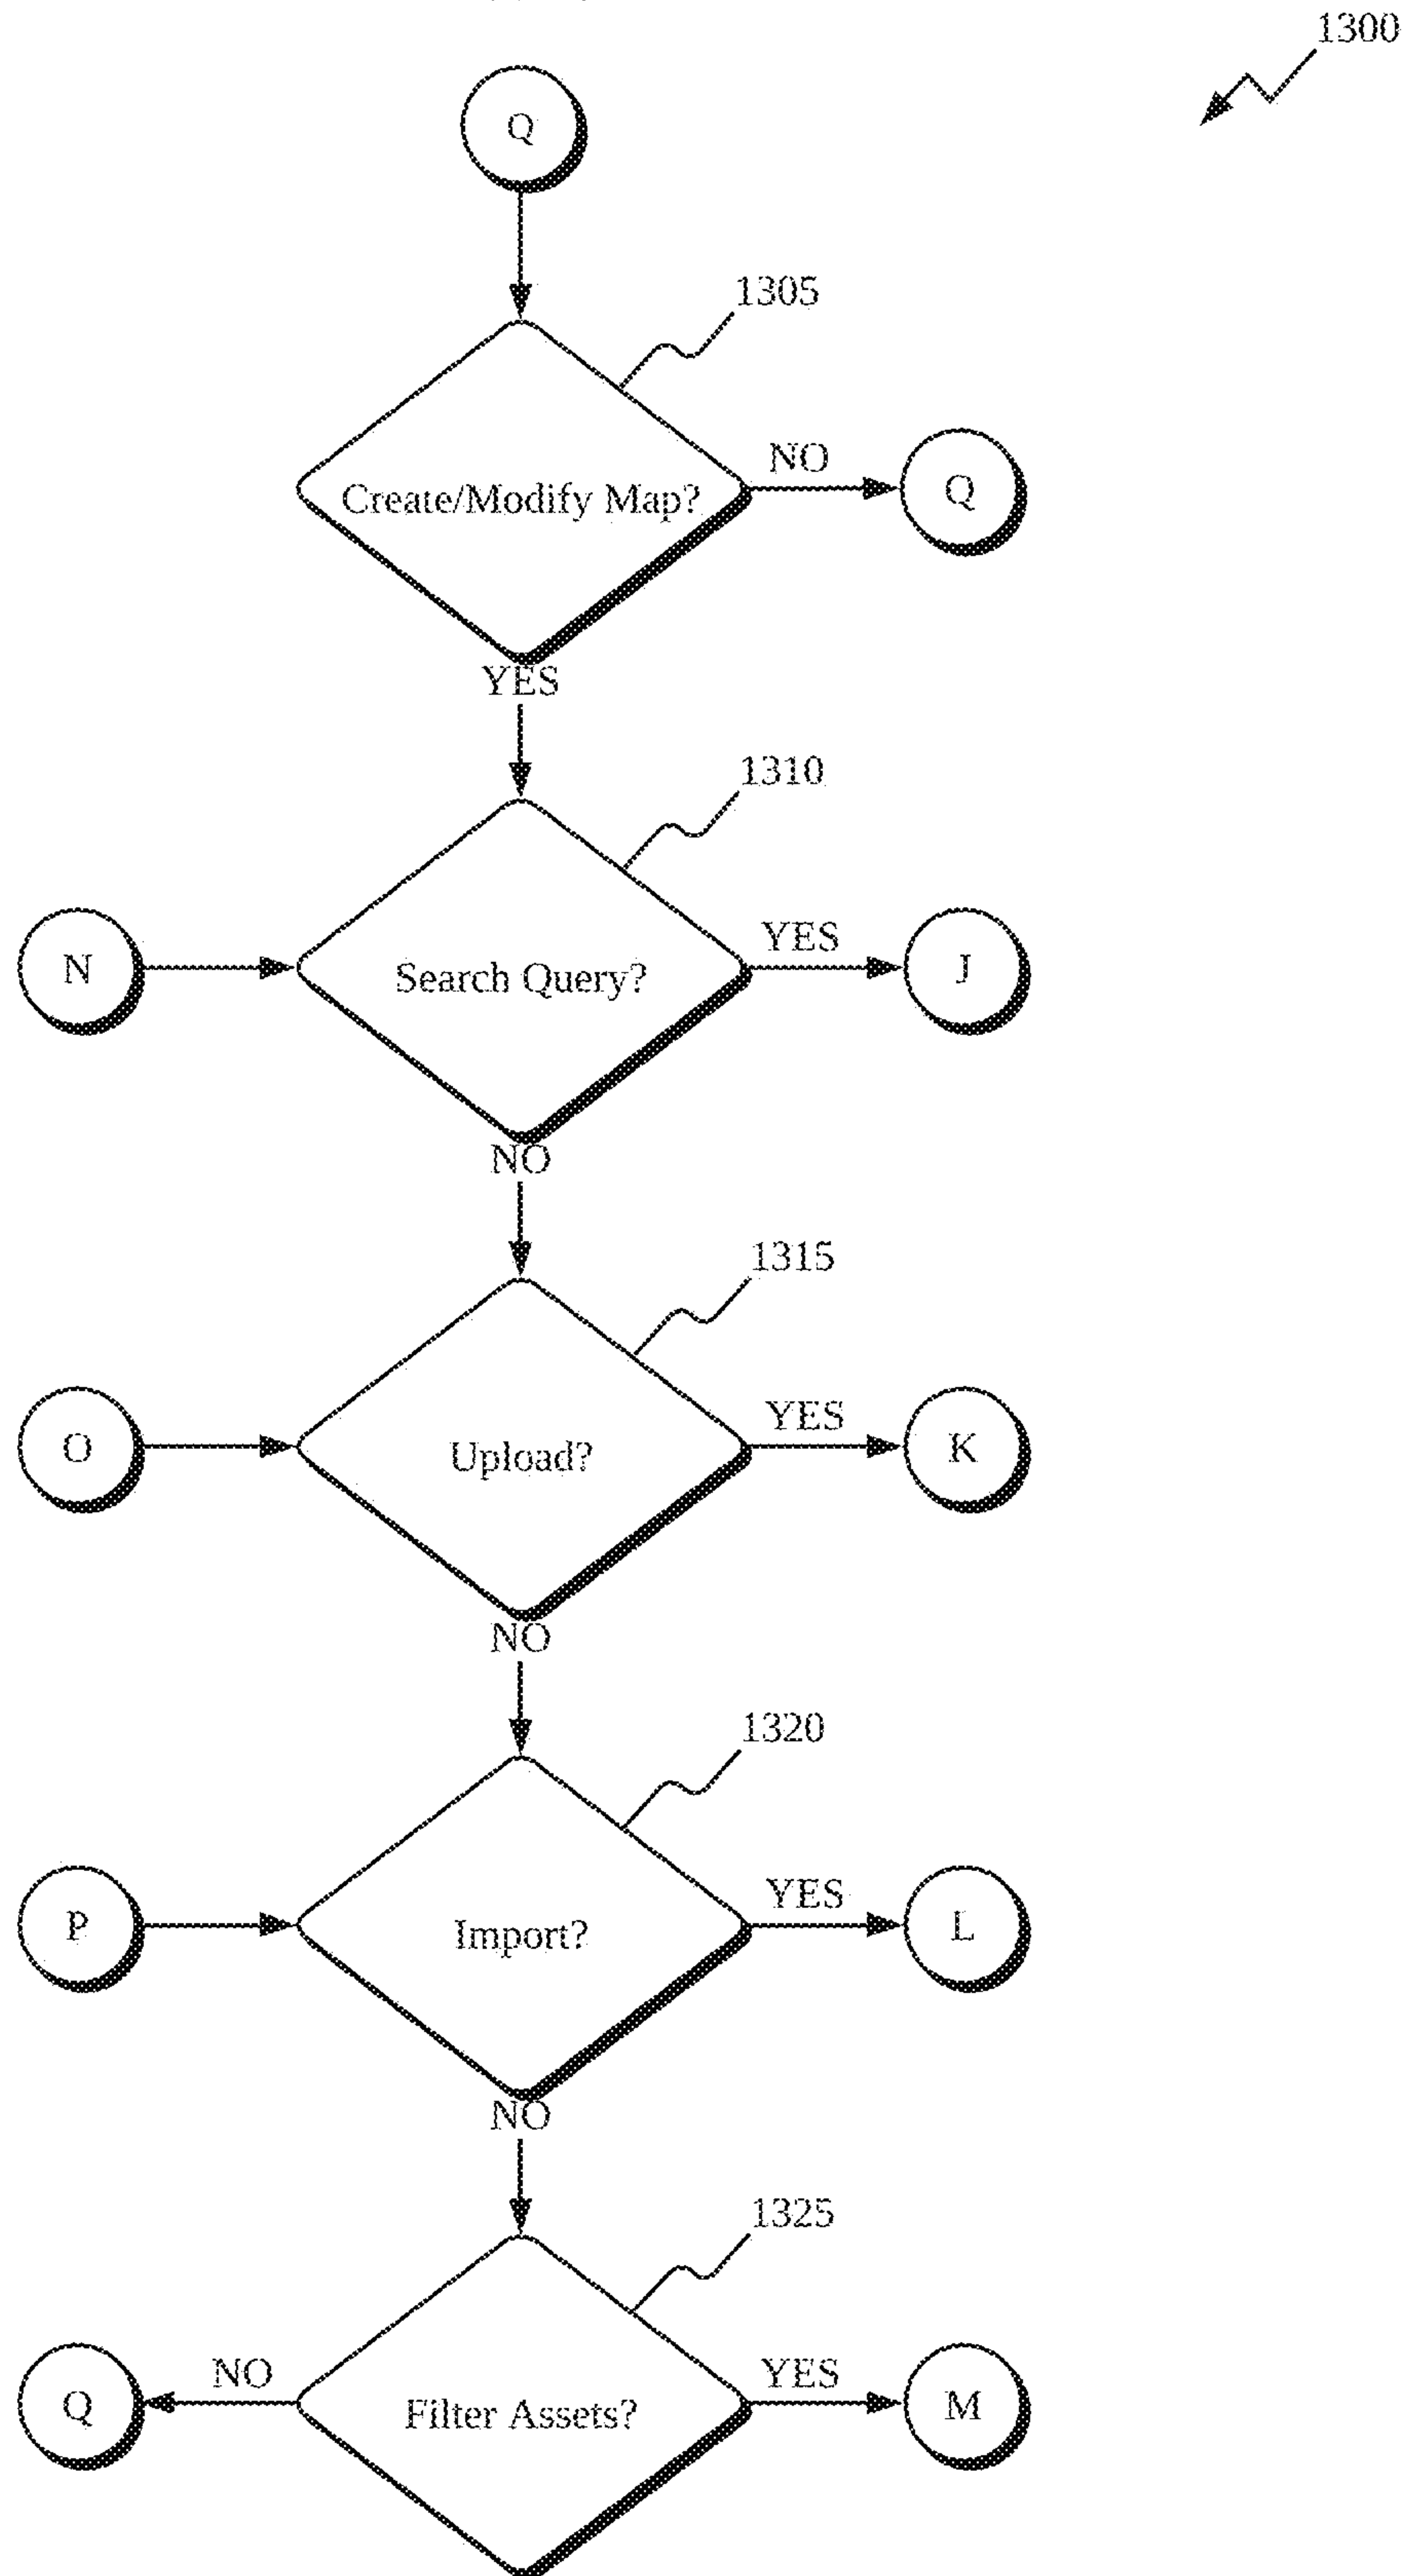 1300
Q
1305
Create/Modify Map?
NO
Q
YES
1310
N
Search Query?
YES
J
NO
1315
O
Upload?
YES
K
NO
1320
P
Import?
YES
L
NO
1325
Q
NO
Filter Assets?
YES
M